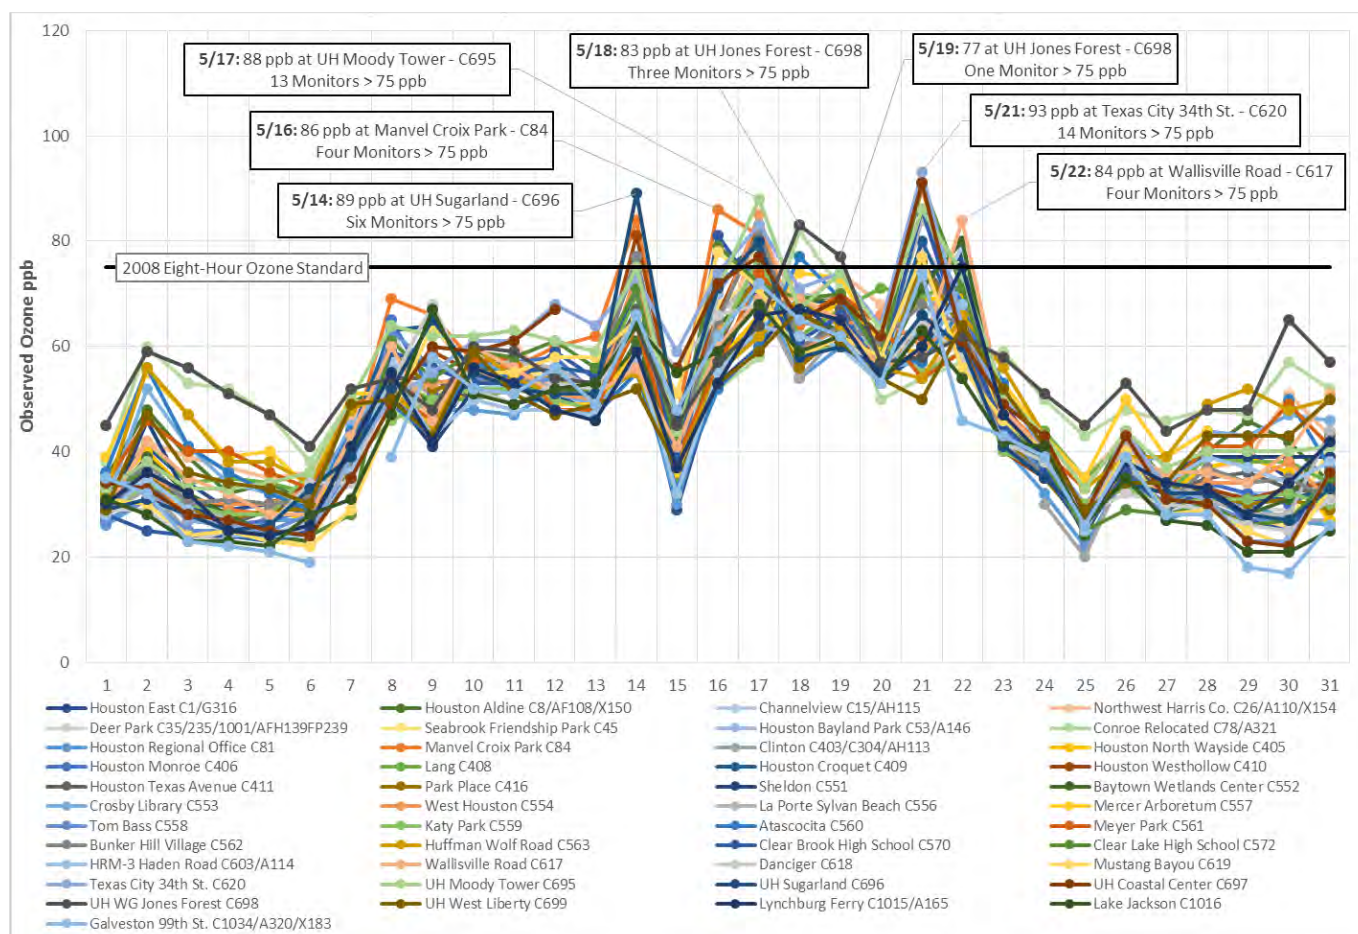 120
100
80
60
40
20
0
Observed Ozone ppb
5/17: 88 ppb at UH Moody Tower - C695
13 Monitors > 75 ppb
5/18: 83 ppb at UH Jones Forest - C698
Three Monitors > 75 ppb
5/19: 77 at UH Jones Forest - C698
One Monitor > 75 ppb
5/16: 86 ppb at Manvel Croix Park - C84
Four Monitors > 75 ppb
5/21: 93 ppb at Texas City 34th St. - C620
14 Monitors > 75 ppb
5/14: 89 ppb at UH Sugarland - C696
Six Monitors > 75 ppb
5/22: 84 ppb at Wallisville Road - C617
Four Monitors > 75 ppb
2008 Eight-Hour Ozone Standard
1 2 3 4 5 6 7 8 9 10 11 12 13 14 15 16 17 18 19 20 21 22 23 24 25 26 27 28 29 30 31
Houston East C1/G316 Houston Aldine C8/AF108/X150 Channelview C15/AH115 Northwest Harris Co. C26/A110/X154
Deer Park C35/235/1001/AFH139FP239 Seabrook Friendship Park C45 Houston Bayland Park C53/A146 Conroe Relocated C78/A321
Houston Regional Office C81 Manvel Croix Park C84 Clinton C403/C304/AH113 Houston North Wayside C405
Houston Monroe C406 Lang C408 Houston Croquet C409 Houston Westhollow C410
Houston Texas Avenue C411 Park Place C416 Sheldon C551 Baytown Wetlands Center C552
Crosby Library C553 West Houston C554 La Porte Sylvan Beach C556 Mercer Arboretum C557
Tom Bass C558 Katy Park C559 Atascocita C560 Meyer Park C561
Bunker Hill Village C562 Huffman Wolf Road C563 Clear Brook High School C570 Clear Lake High School C572
HRM-3 Haden Road C603/A114 Wallisville Road C617 Danciger C618 Mustang Bayou C619
Texas City 34th St. C620 UH Moody Tower C695 UH Sugarland C696 UH Coastal Center C697
UH WG Jones Forest C698 UH West Liberty C699 Lynchburg Ferry C1015/A165 Lake Jackson C1016
Galveston 99th St. C1034/A320/X183